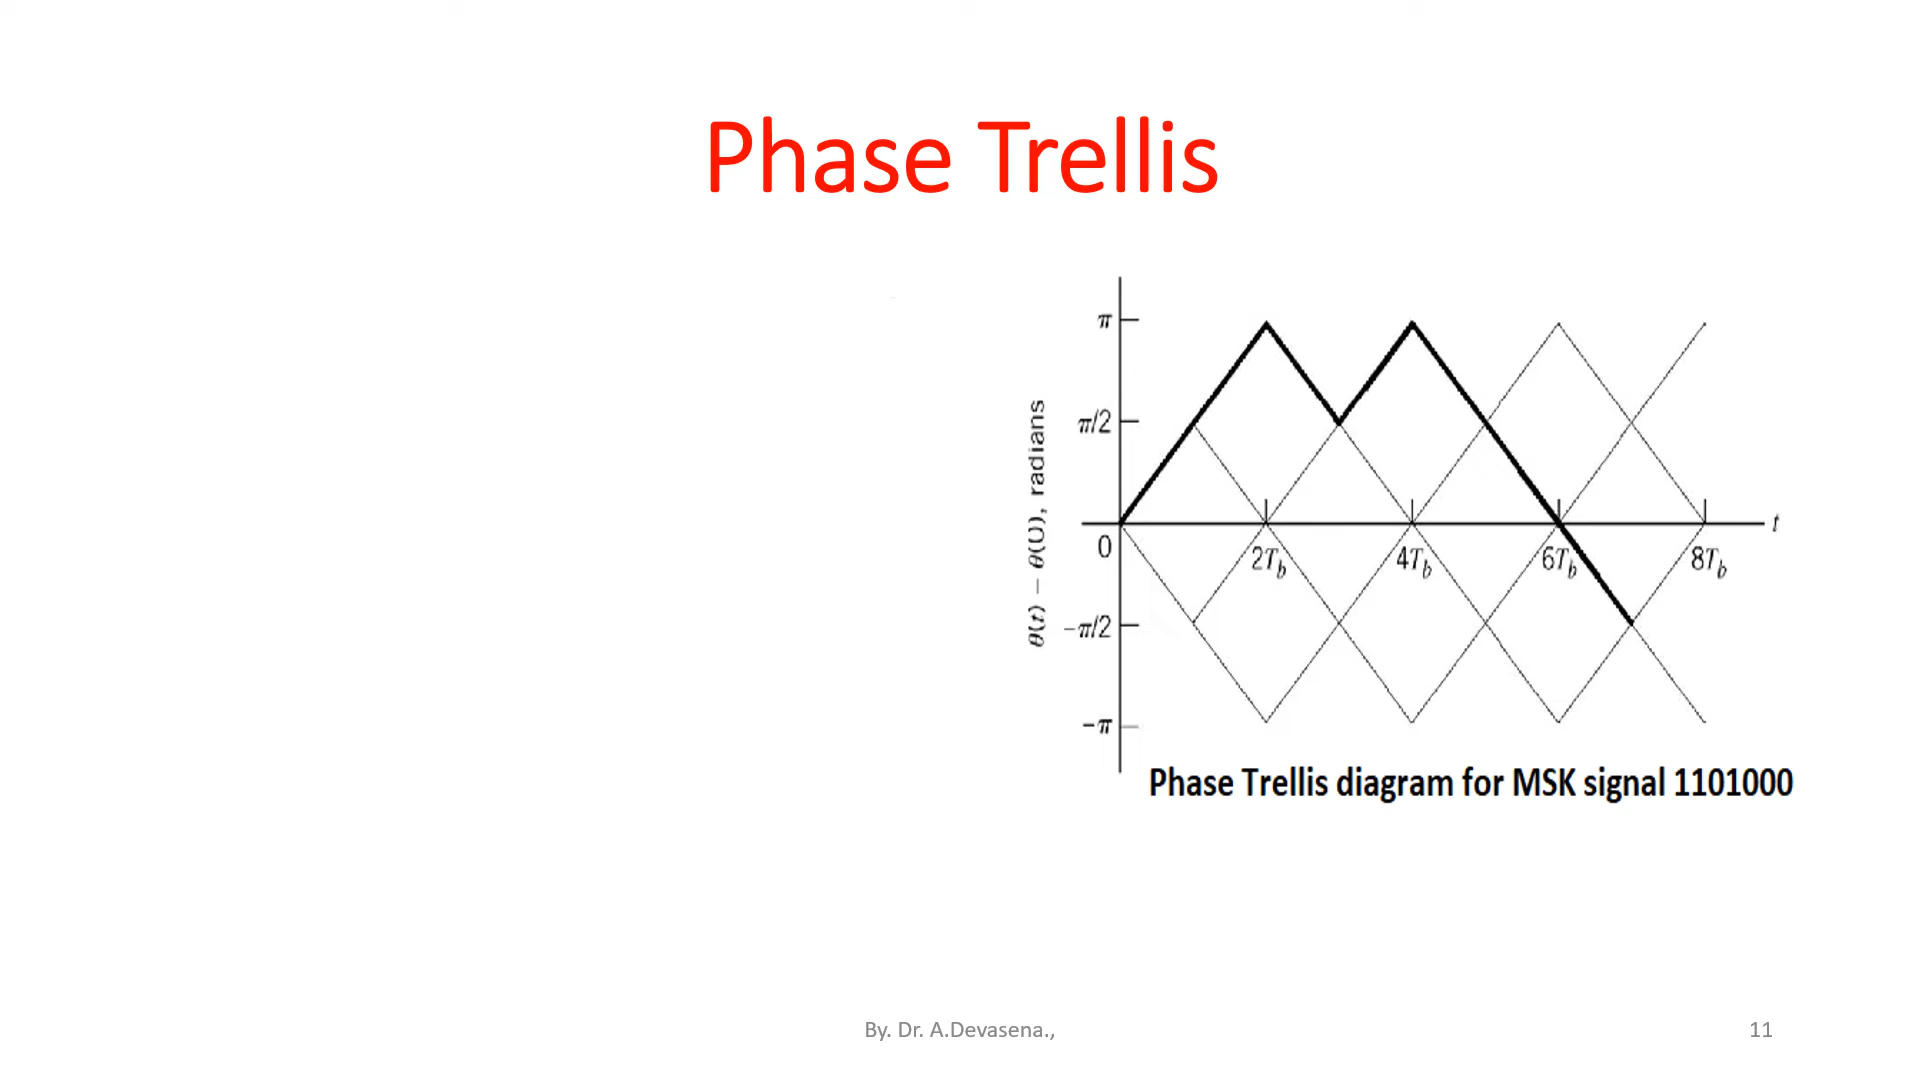 Phase Trellis
π
π/2
θ(t) − θ(0), radians
t
0
2T_b
4T_b
6T_b
8T_b
−π/2
−π
Phase Trellis diagram for MSK signal 1101000
By. Dr. A.Devasena.,
11